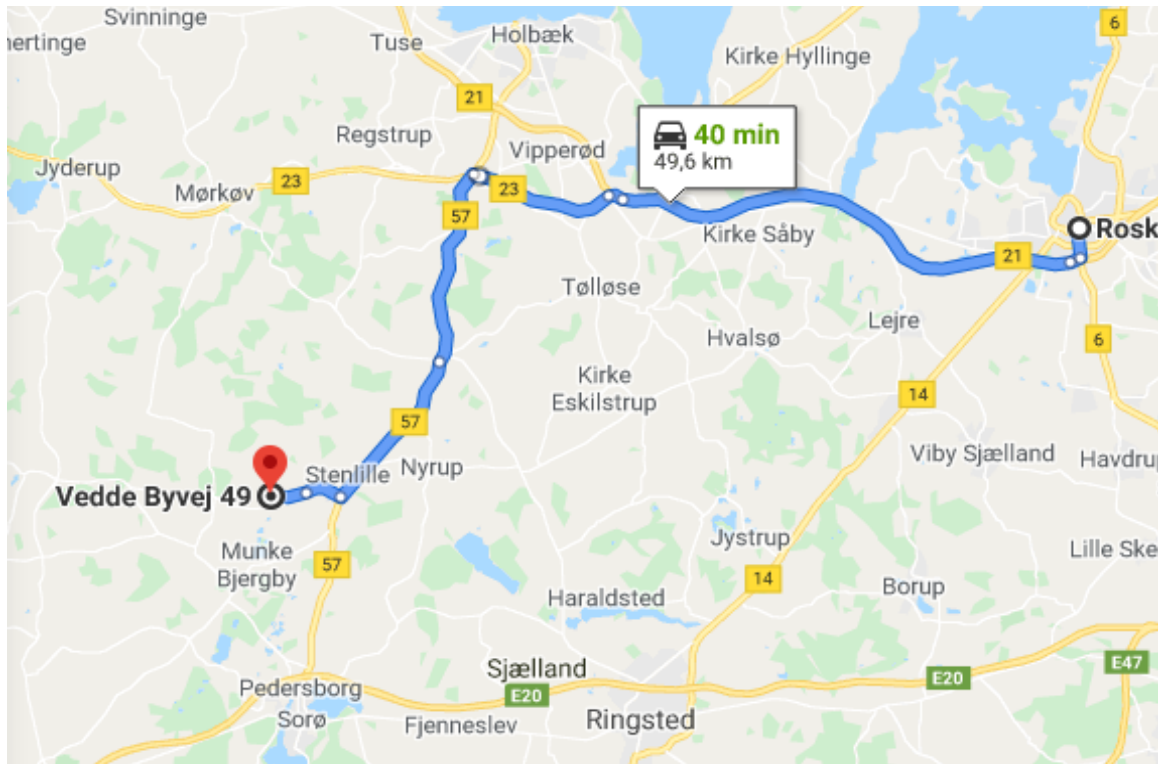 Svinninge
6
nertinge
Tuse
Holbæk
Kirke Hyllinge
21
40 min
49,6 km
Regstrup
Vipperød
Jyderup
Mørkøv
23
23
57
Kirke Såby
Rosk
21
Tølløse
Lejre
Hvalsø
6
Kirke
Eskilstrup
14
57
Viby Sjælland
Havdrup
Stenlille
Nyrup
Vedde Byvej 49
Munke
Bjergby
57
Jystrup
Lille Ske
14
Borup
Haraldsted
Sjælland
E47
E20
E20
Pedersborg
Sorø
Fjenneslev
Ringsted